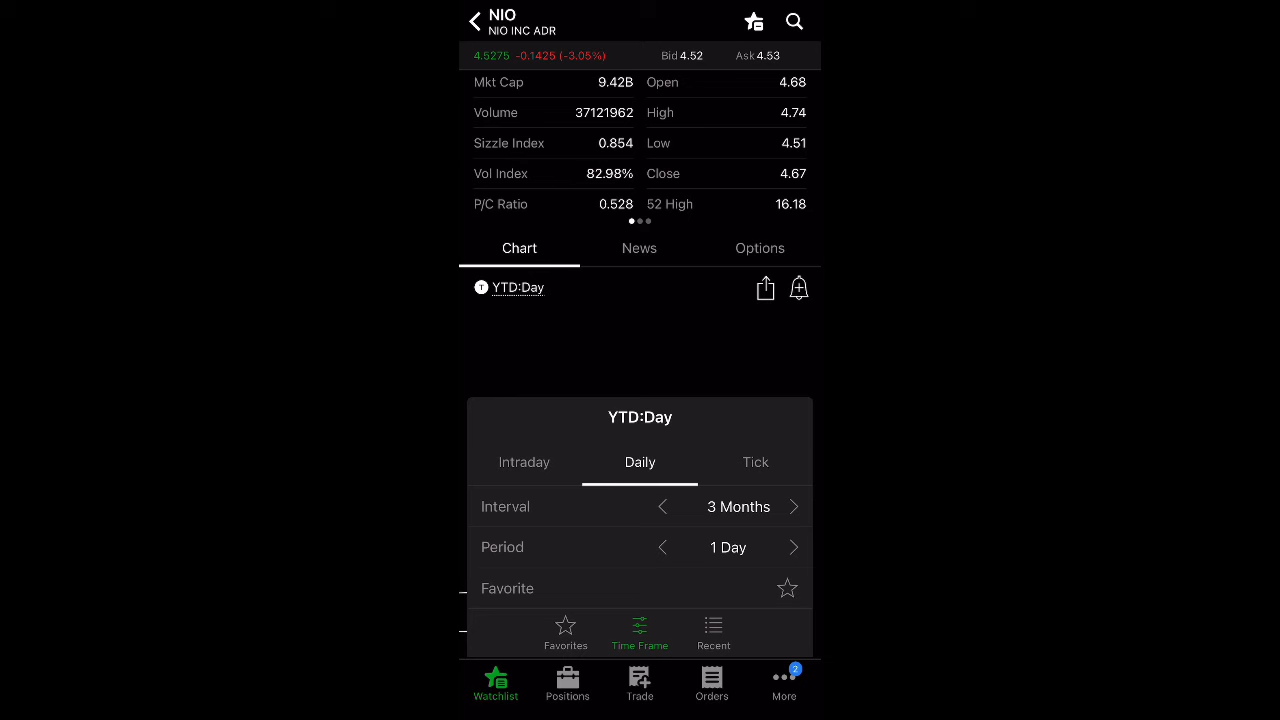 NIO
NIO INC ADR
4.5275 -0.1425 (-3.05%) Bid 4.52 Ask 4.53
Mkt Cap 9.42B Open 4.68
Volume 37121962 High 4.74
Sizzle Index 0.854 Low 4.51
Vol Index 82.98% Close 4.67
P/C Ratio 0.528 52 High 16.18
Chart News Options
T YTD:Day
YTD:Day
Intraday Daily Tick
Interval 3 Months
Period 1 Day
Favorite
Favorites Time Frame Recent
2
Watchlist Positions Trade Orders More